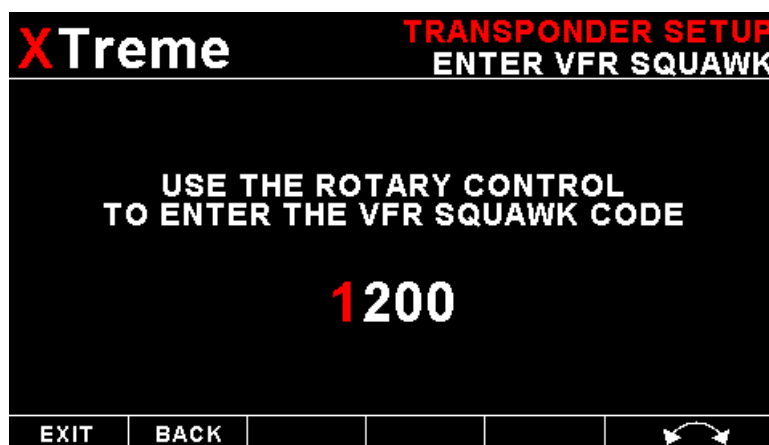 XTreme
TRANSPONDER SETUP
ENTER VFR SQUAWK
USE THE ROTARY CONTROL
TO ENTER THE VFR SQUAWK CODE
1200
EXIT BACK